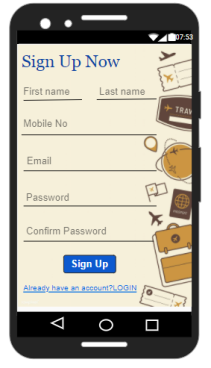 07:53
Sign Up Now
First name Last name
TRAV
Mobile No
Email
Password
Confirm Password
Sign Up
Already have an account?LOGIN